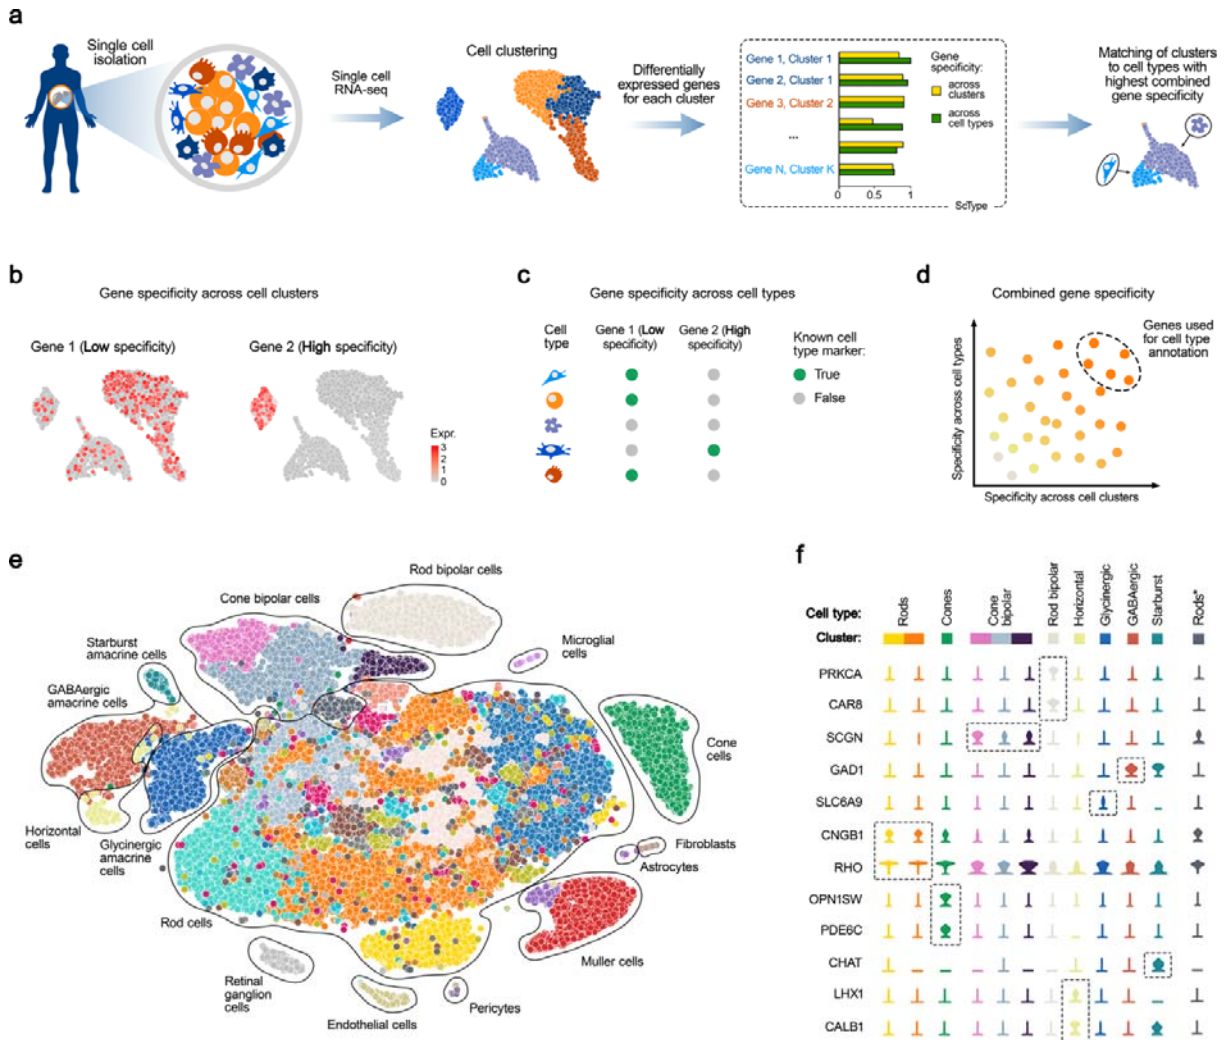 a
Single cell
isolation
Single cell
RNA-seq
Cell clustering
Differentially
expressed genes
for each cluster
Gene 1, Cluster 1
Gene 2, Cluster 1
Gene 3, Cluster 2
...
Gene N, Cluster K
0
0.5
1
Gene
specificity:
across
clusters
across
cell types
ScType
Matching of clusters
to cell types with
highest combined
gene specificity
b
Gene specificity across cell clusters
Gene 1 (Low specificity)
Gene 2 (High specificity)
Expr.
3
2
1
0
c
Gene specificity across cell types
Cell
type
Gene 1 (Low
specificity)
Gene 2 (High
specificity)
Known cell
type marker:
True
False
d
Combined gene specificity
Genes used
for cell type
annotation
Specificity across cell types
Specificity across cell clusters
e
Rod bipolar cells
Cone bipolar cells
Microglial
cells
Starburst
amacrine cells
GABAergic
amacrine cells
Cone
cells
Horizontal
cells
Glycinergic
amacrine
cells
Fibroblasts
Astrocytes
Rod cells
Muller cells
Retinal
ganglion
cells
Pericytes
Endothelial cells
f
Cell type:
Rods
Cones
Cone
bipolar
Rod bipolar
Horizontal
Glycinergic
GABAergic
Starburst
Rods*
Cluster:
PRKCA
CAR8
SCGN
GAD1
SLC6A9
CNGB1
RHO
OPN1SW
PDE6C
CHAT
LHX1
CALB1